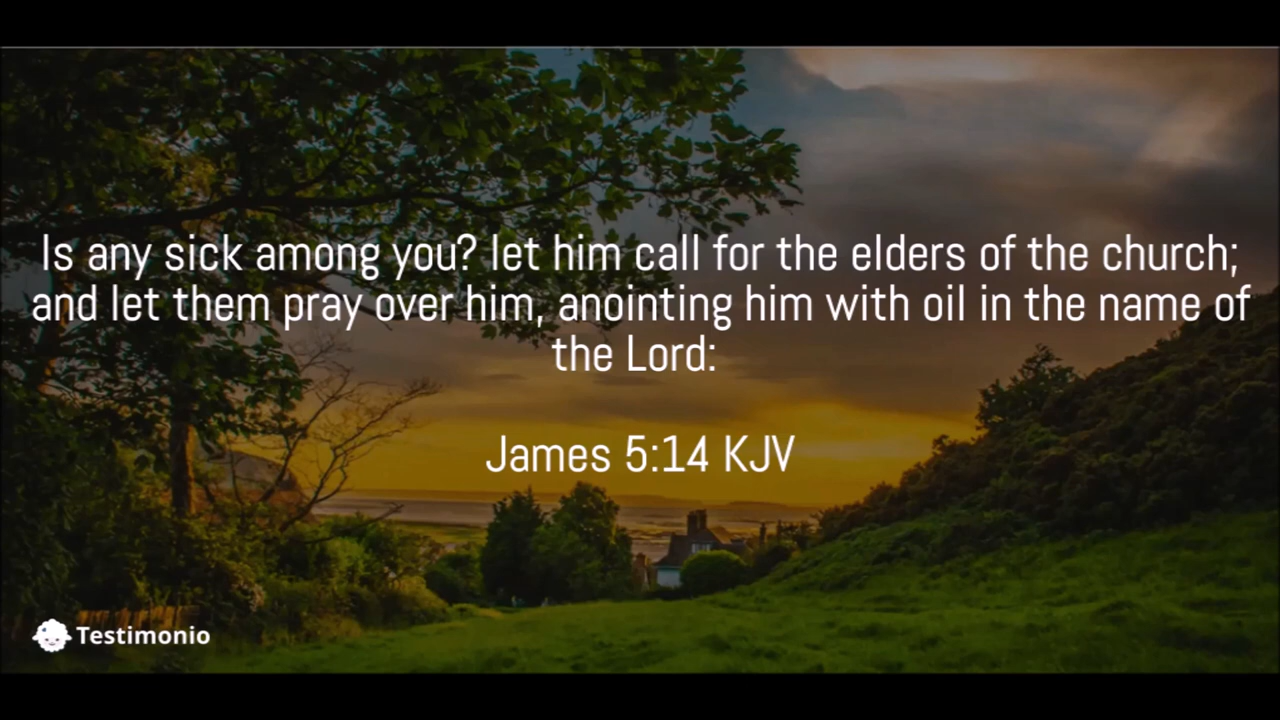 Is any sick among you? let him call for the elders of the church;
and let them pray over him, anointing him with oil in the name of
the Lord:
James 5:14 KJV
Testimonio